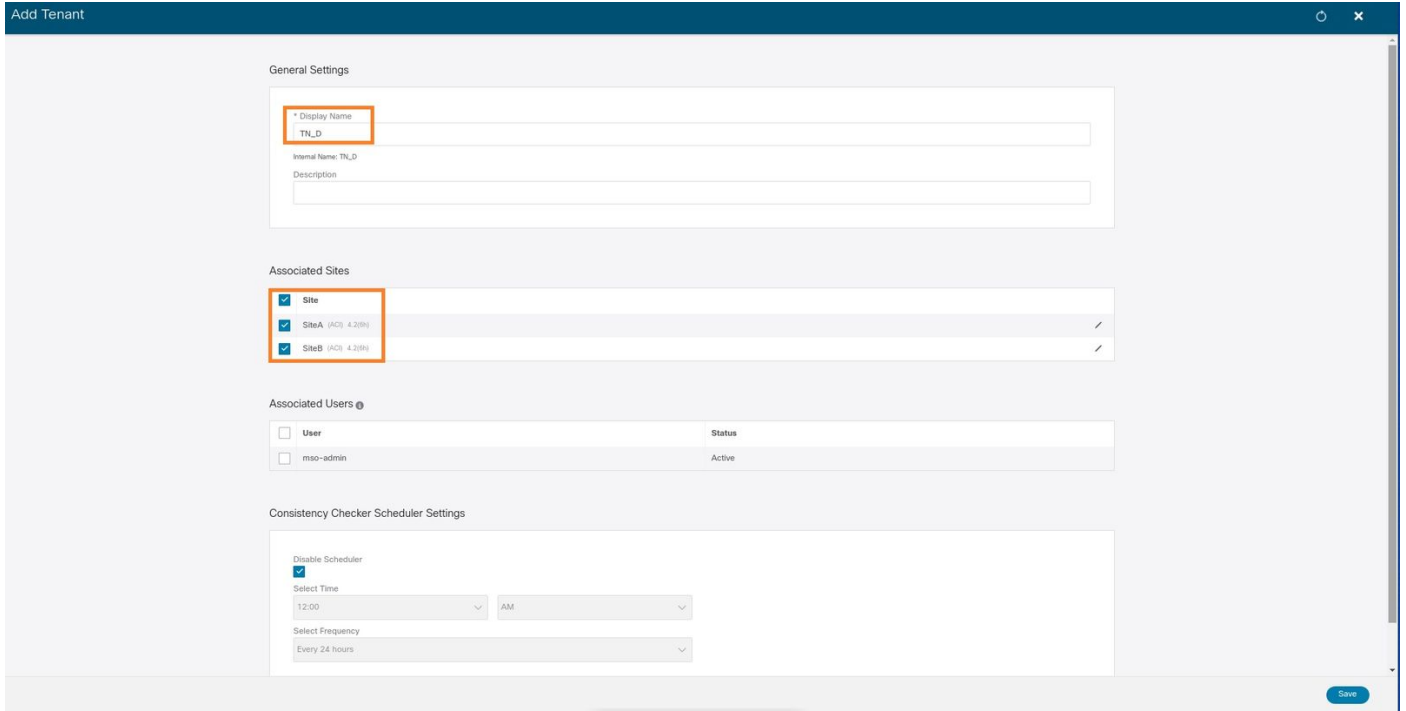 Add Tenant
General Settings
* Display Name
TN_D
Internal Name: TN_D
Description
Associated Sites
Site
SiteA (ACI) 4.2(6h)
SiteB (ACI) 4.2(6h)
Associated Users
User Status
mso-admin Active
Consistency Checker Scheduler Settings
Disable Scheduler
Select Time
12:00 AM
Select Frequency
Every 24 hours
Save